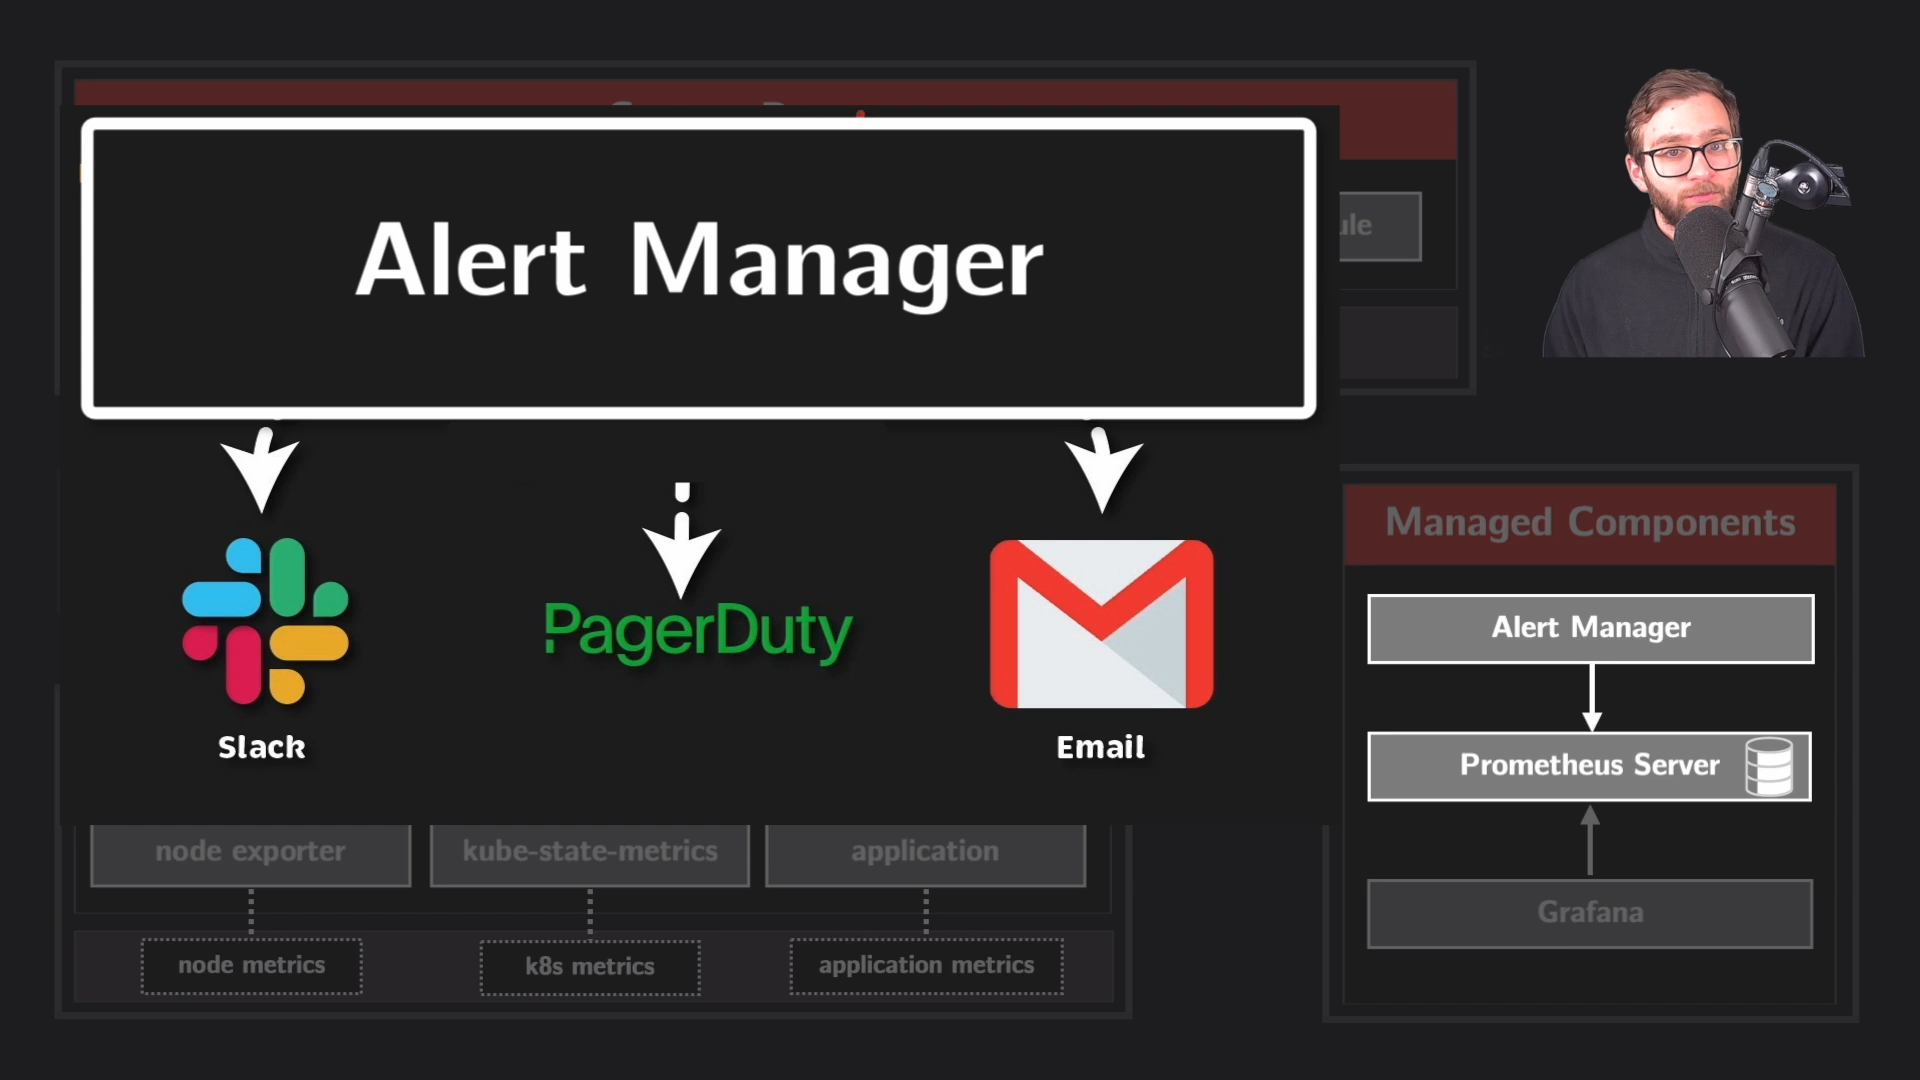 Alert Manager
Slack
PagerDuty
Email
Managed Components
Alert Manager
Prometheus Server
Grafana
node exporter
kube-state-metrics
application
node metrics
k8s metrics
application metrics